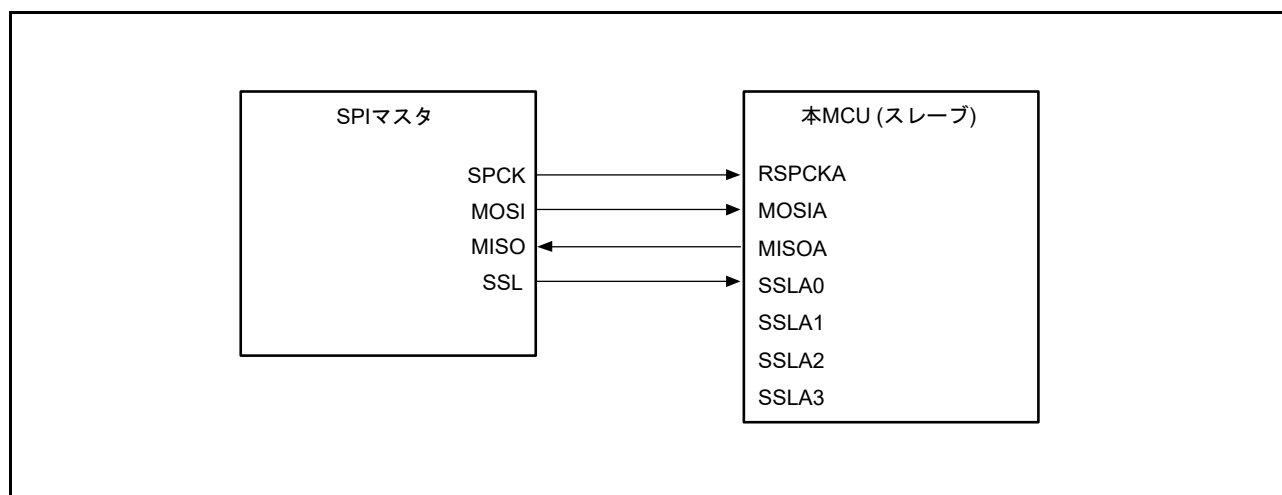 SPIマスタ
SPCK
MOSI
MISO
SSL
本MCU (スレーブ)
RSPCKA
MOSIA
MISOA
SSLA0
SSLA1
SSLA2
SSLA3